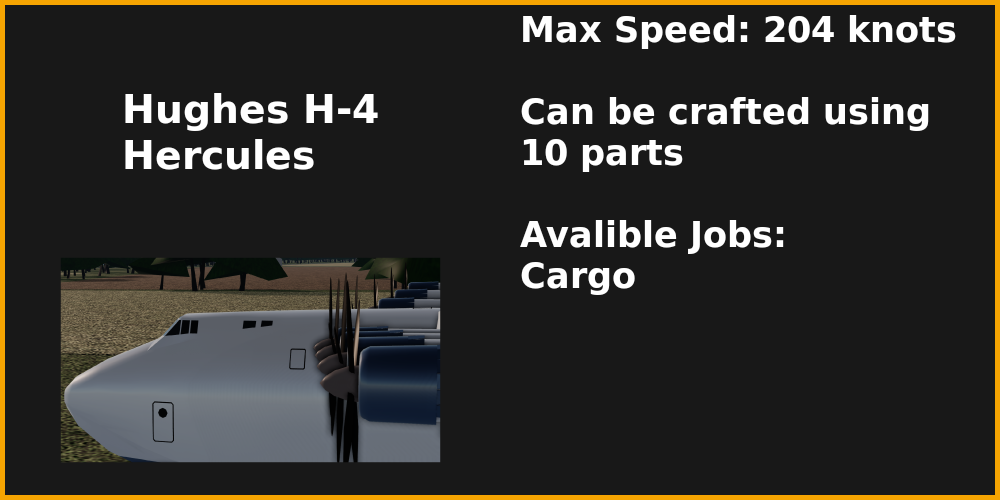 Hughes H-4
Hercules
Max Speed: 204 knots
Can be crafted using
10 parts
Avalible Jobs:
Cargo